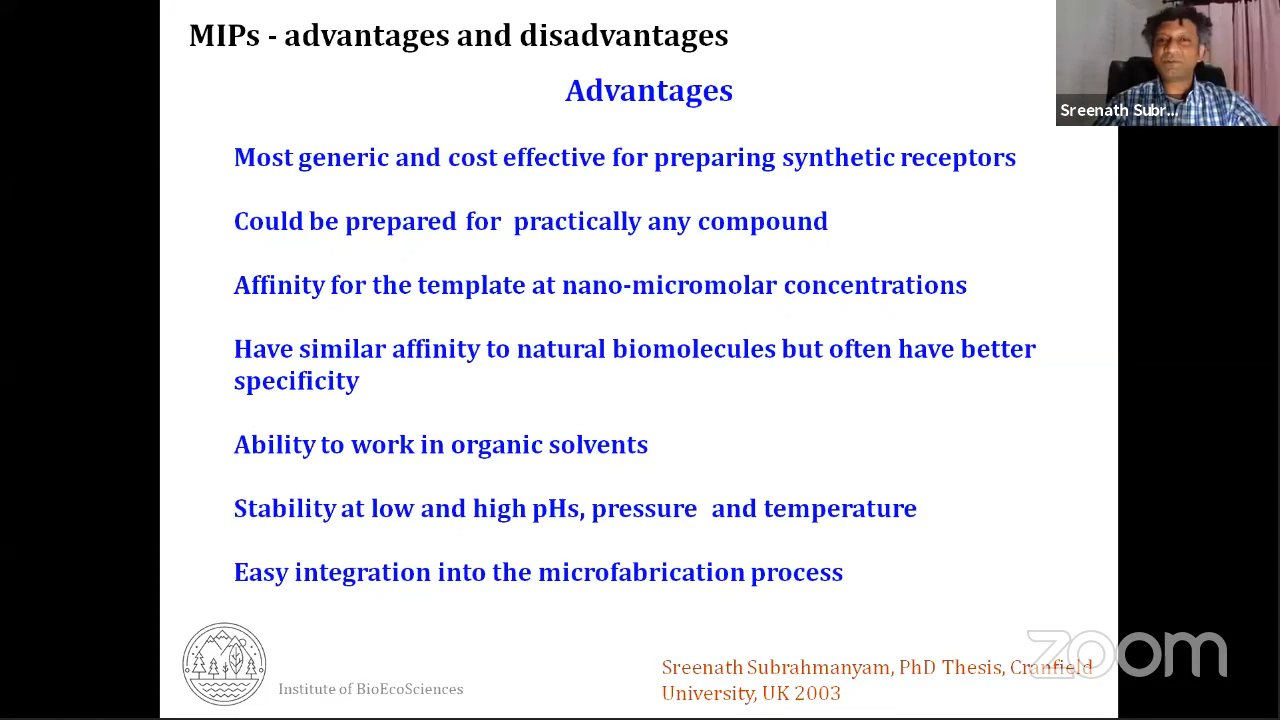 MIPs - advantages and disadvantages
Advantages
Sreenath Subr...
Most generic and cost effective for preparing synthetic receptors
Could be prepared for practically any compound
Affinity for the template at nano-micromolar concentrations
Have similar affinity to natural biomolecules but often have better
specificity
Ability to work in organic solvents
Stability at low and high pHs, pressure and temperature
Easy integration into the microfabrication process
Institute of BioEcoSciences
Sreenath Subrahmanyam, PhD Thesis, Cranfield
University, UK 2003
zoom